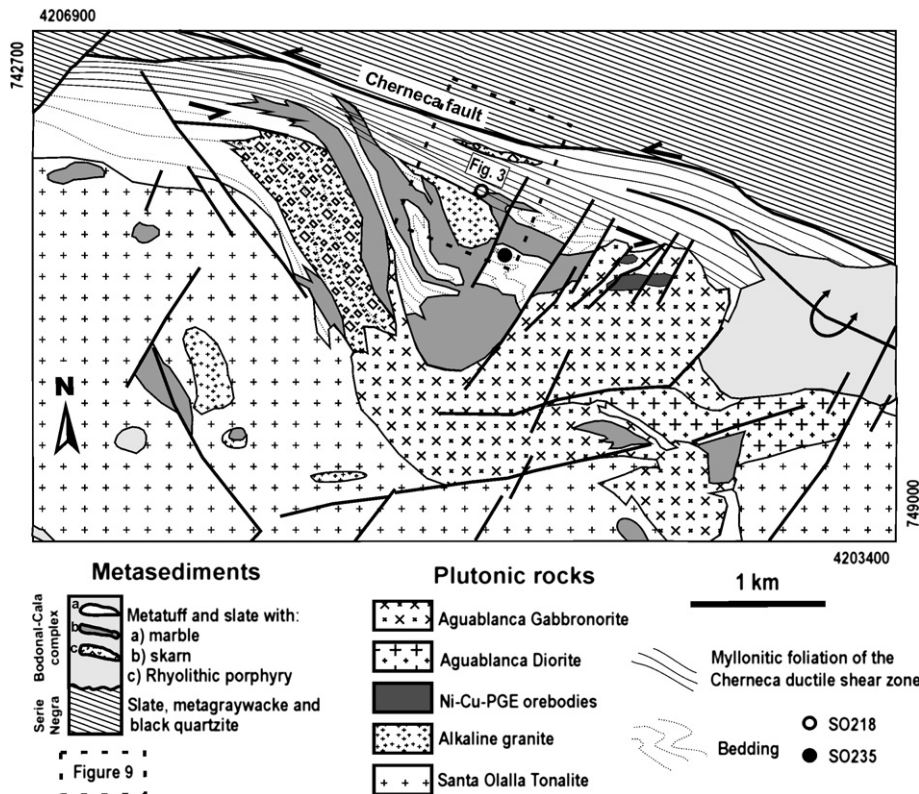 4206900
742700
Cherneca fault
Fig. 3
N
749000
4203400
Metasediments
Bodonal-Cala
complex
a
b
c
Metatuff and slate with:
a) marble
b) skarn
c) Rhyolithic porphyry
Serie
Negra
Slate, metagraywacke and
black quartzite
Figure 9
Plutonic rocks
Aguablanca Gabbronorite
Aguablanca Diorite
Ni-Cu-PGE orebodies
Alkaline granite
Santa Olalla Tonalite
1 km
Myllonitic foliation of the
Cherneca ductile shear zone
Bedding
SO218
SO235